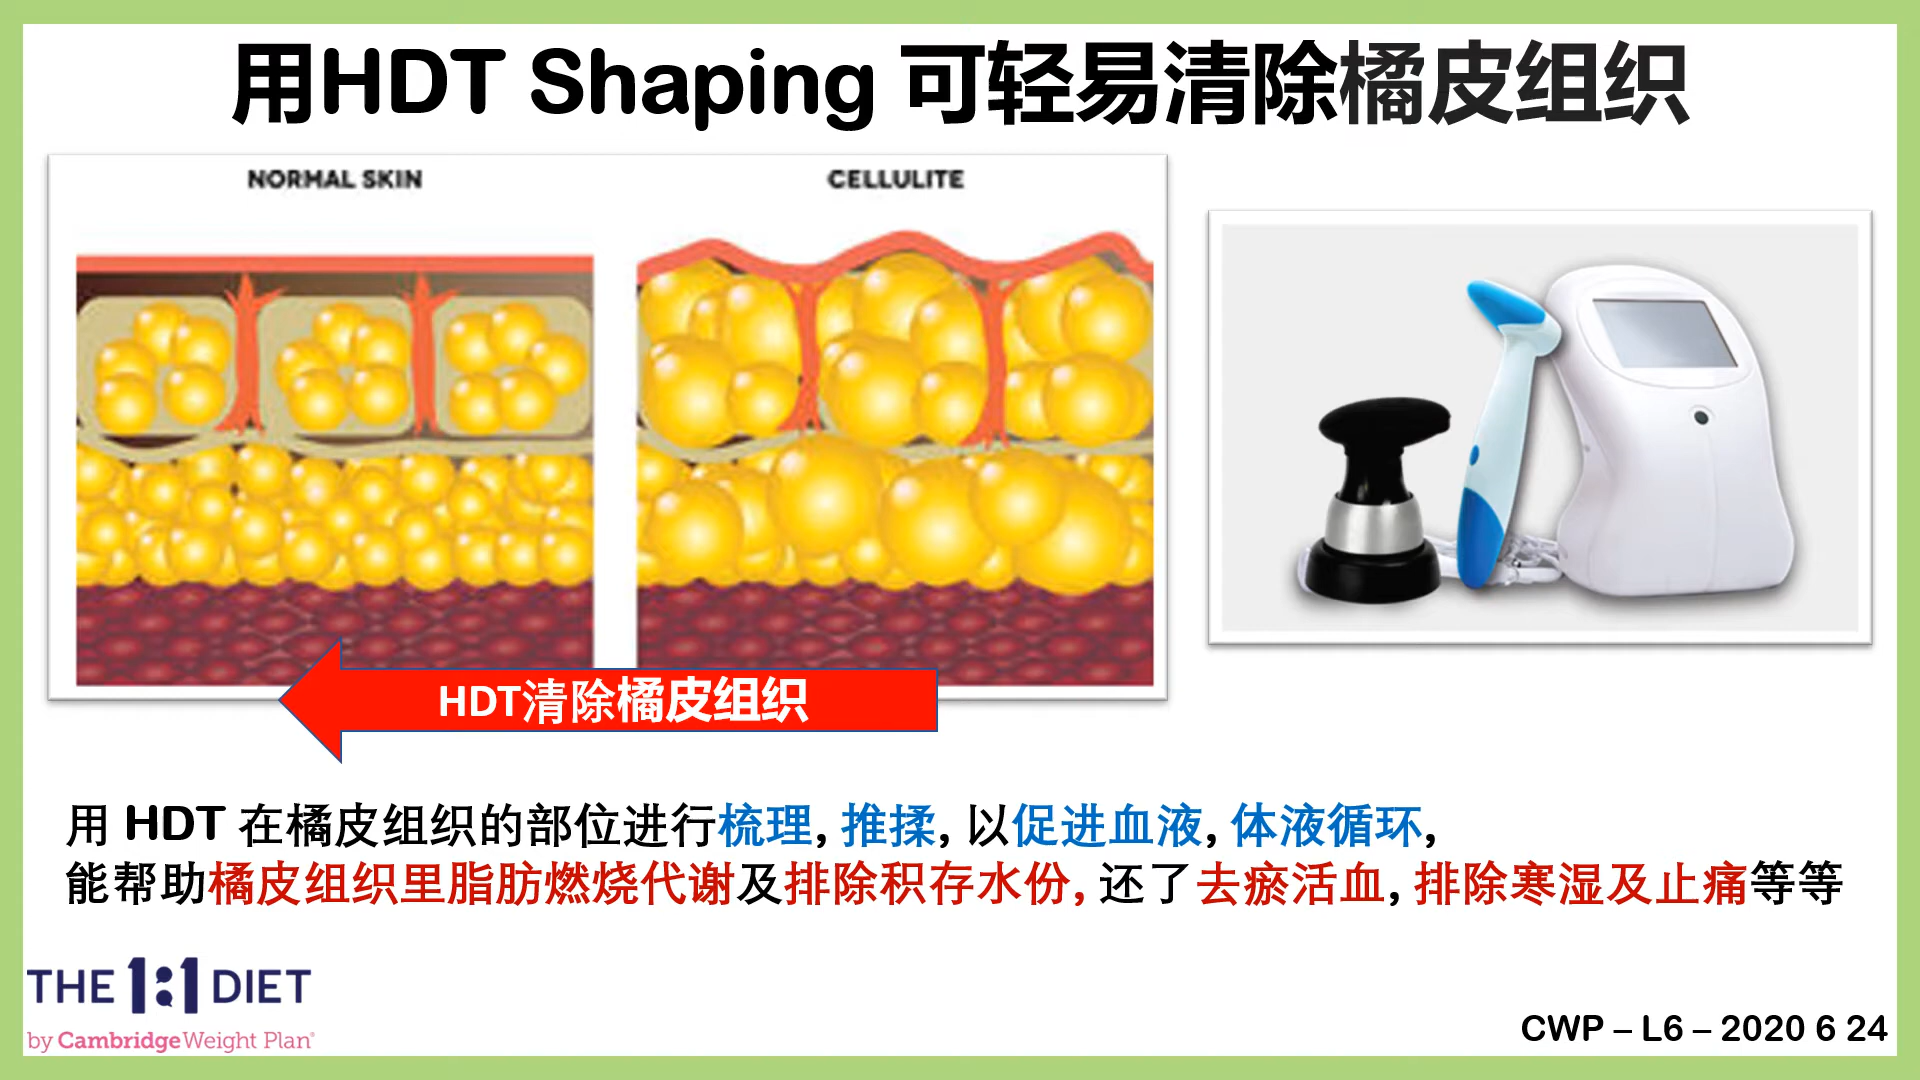 用HDT Shaping 可轻易清除橘皮组织
NORMAL SKIN
CELLULITE
HDT清除橘皮组织
用 HDT 在橘皮组织的部位进行梳理, 推揉, 以促进血液, 体液循环,
能帮助橘皮组织里脂肪燃烧代谢及排除积存水份, 还了去瘀活血, 排除寒湿及止痛等等
THE 1:1 DIET
by Cambridge Weight Plan®
CWP – L6 – 2020 6 24